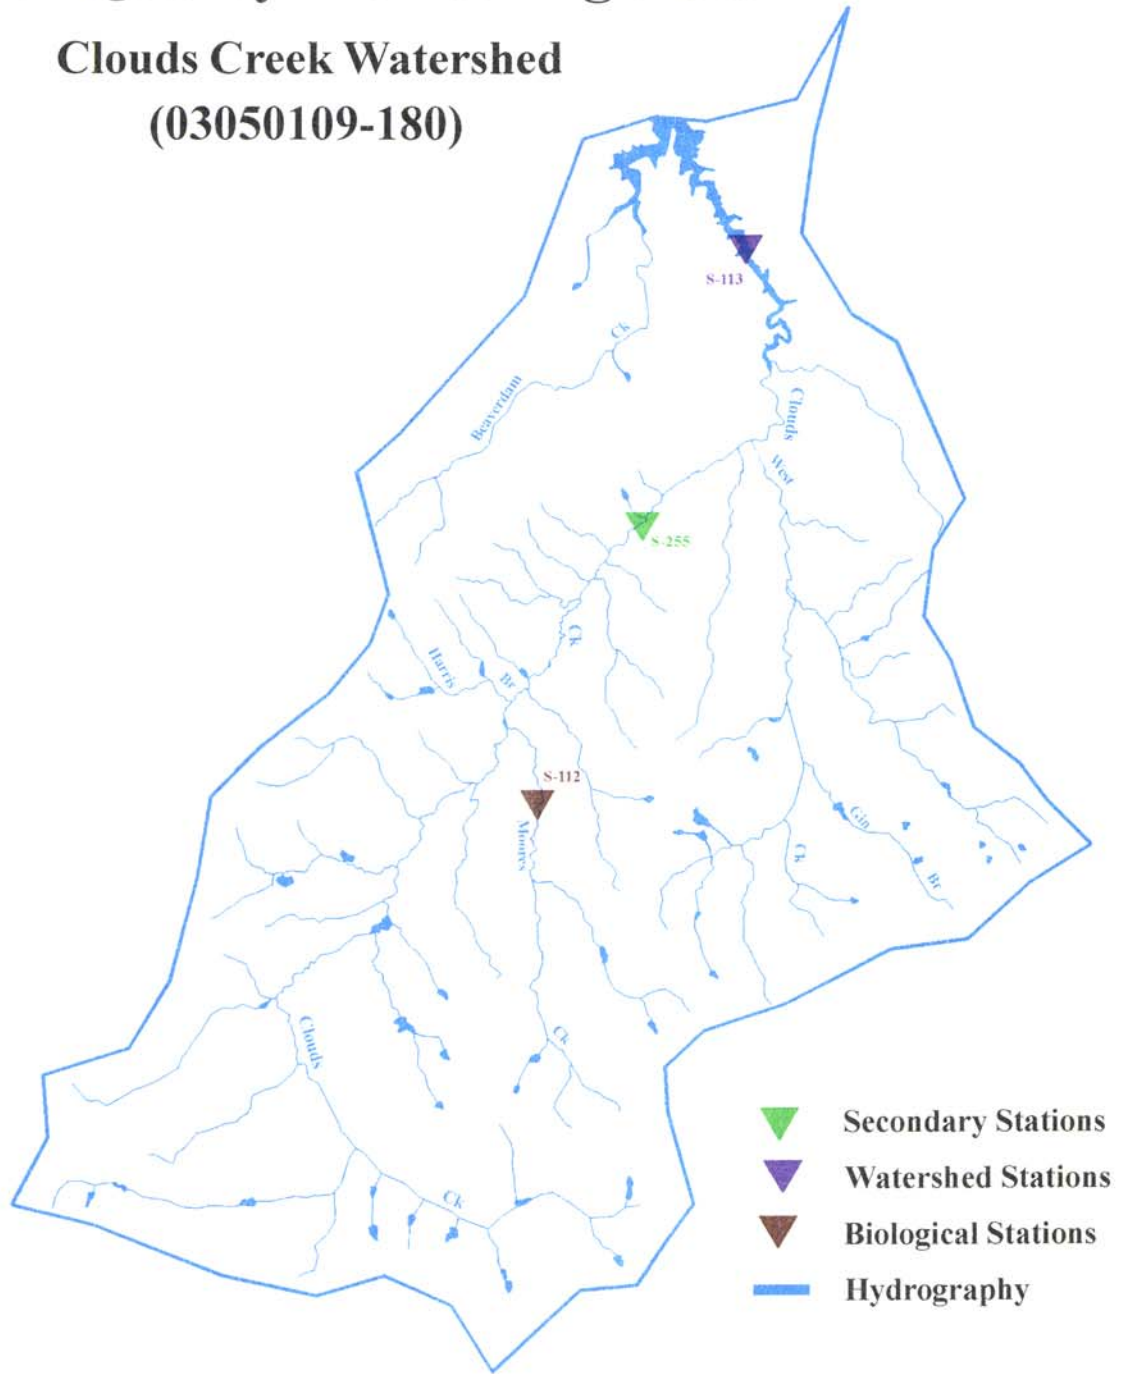 Clouds Creek Watershed
(03050109-180)
S-113
Ck
Beaverdam
Clouds
West
S-255
Ck
Harris
Br
S-112
Moores
Gin
Ck
Br
Clouds
Ck
Ck
Secondary Stations
Watershed Stations
Biological Stations
Hydrography